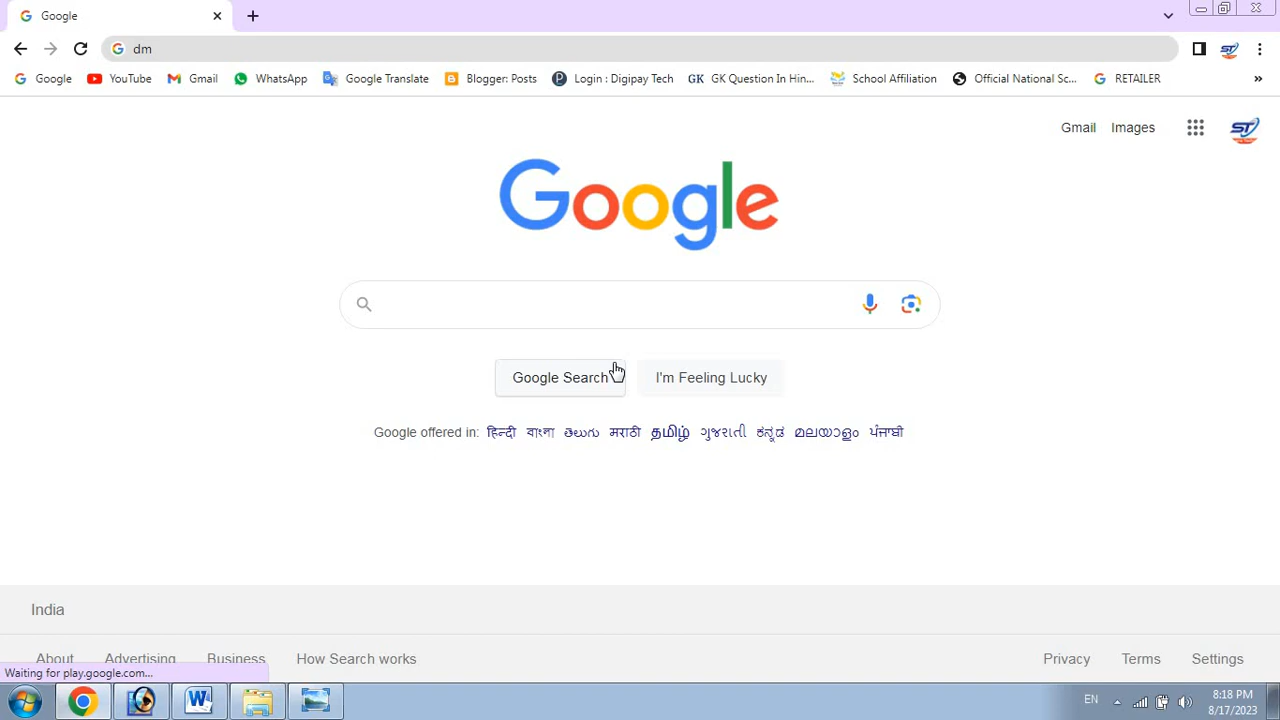 Google
dm
Google YouTube Gmail WhatsApp Google Translate Blogger: Posts Login : Digipay Tech GK GK Question In Hin... School Affiliation Official National Sc... RETAILER »
Gmail Images ST
Google
Google Search I'm Feeling Lucky
Google offered in: हिन्दी বাংলা తెలుగు मराठी தமிழ் ગુજરાતી ಕನ್ನಡ മലയാളം ਪੰਜਾਬੀ
India
About Advertising Business How Search works Privacy Terms Settings
Waiting for play.google.com...
EN 8:18 PM
8/17/2023